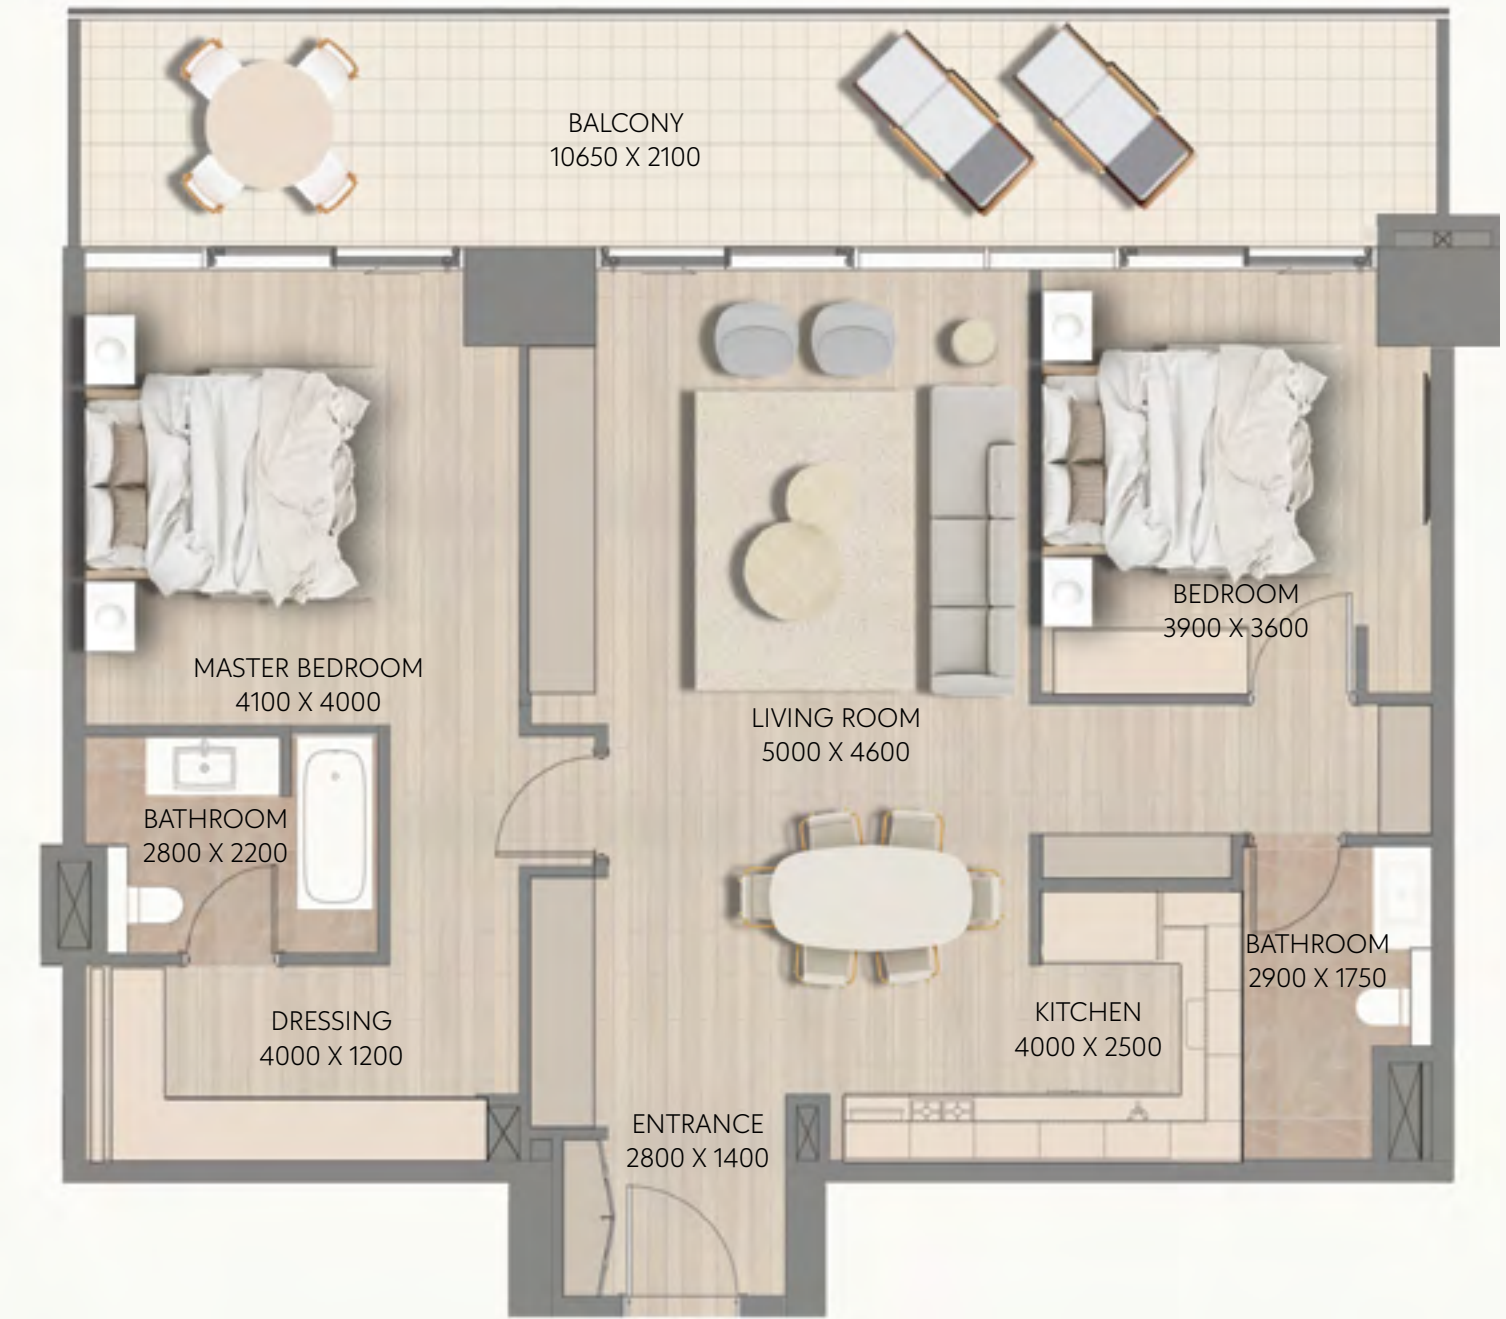 BALCONY
10650 X 2100
BEDROOM
3900 X 3600
MASTER BEDROOM
4100 X 4000
LIVING ROOM
5000 X 4600
BATHROOM
2800 X 2200
BATHROOM
2900 X 1750
KITCHEN
4000 X 2500
DRESSING
4000 X 1200
ENTRANCE
2800 X 1400